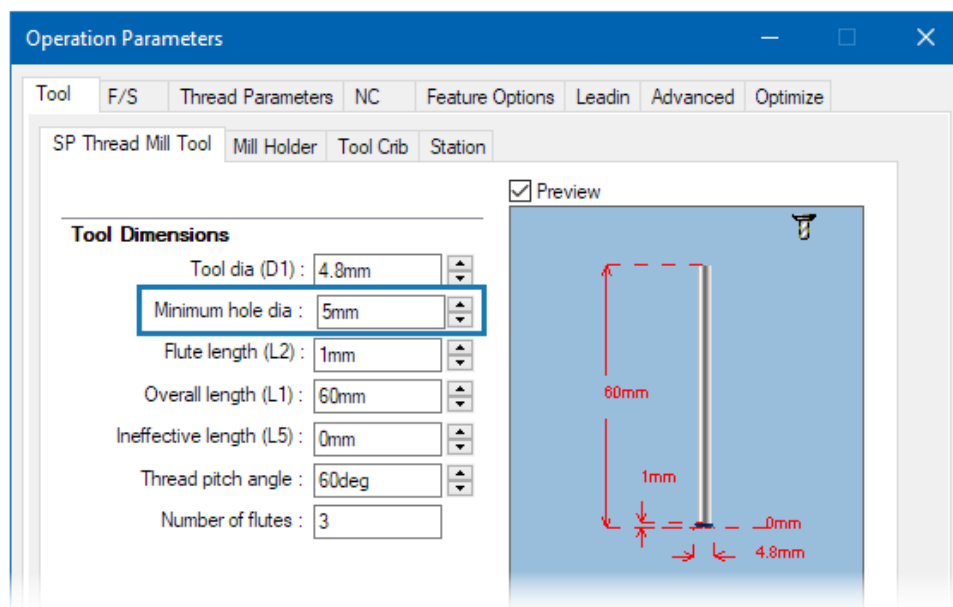 Operation Parameters
Tool F/S Thread Parameters NC Feature Options Leadin Advanced Optimize
SP Thread Mill Tool Mill Holder Tool Crib Station
Preview
Tool Dimensions
Tool dia (D1) : 4.8mm
Minimum hole dia : 5mm
Flute length (L2) : 1mm
Overall length (L1) : 60mm
Ineffective length (L5) : 0mm
Thread pitch angle : 60deg
Number of flutes : 3
60mm
1mm
0mm
4.8mm